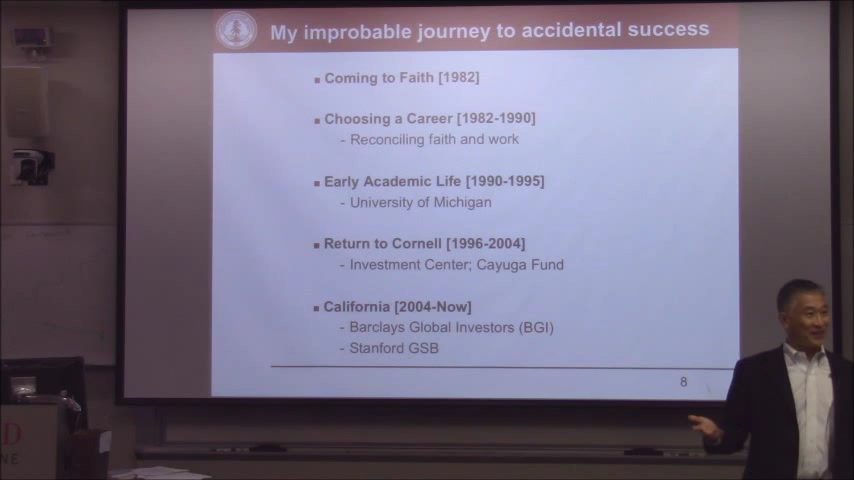 My improbable journey to accidental success
▪ Coming to Faith [1982]
▪ Choosing a Career [1982-1990]
- Reconciling faith and work
▪ Early Academic Life [1990-1995]
- University of Michigan
▪ Return to Cornell [1996-2004]
- Investment Center; Cayuga Fund
▪ California [2004-Now]
- Barclays Global Investors (BGI)
- Stanford GSB
8